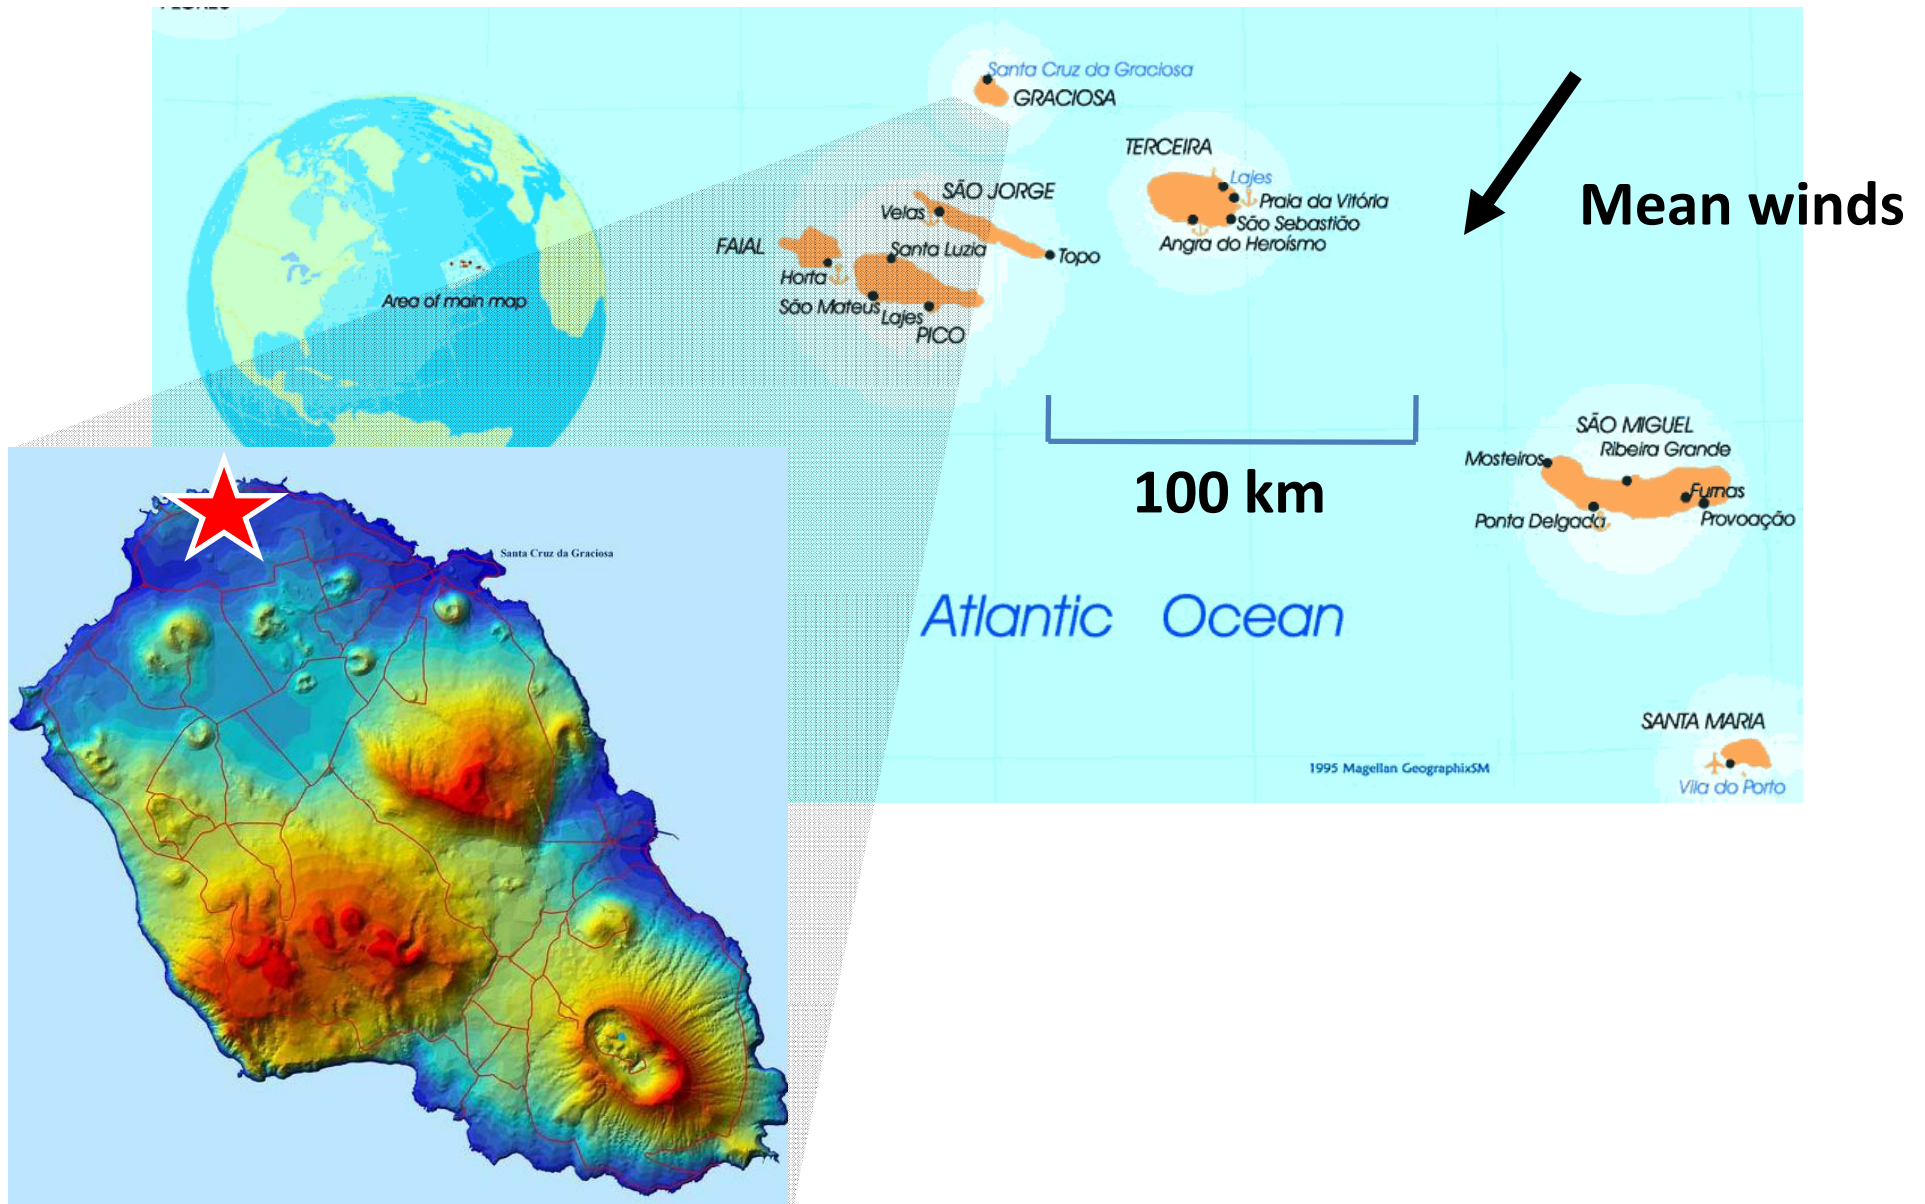 FLORES
Santa Cruz da Graciosa
GRACIOSA
TERCEIRA
Lajes
Praia da Vitória
São Sebastião
Angra do Heroísmo
Mean winds
SÃO JORGE
Velas
Topo
FAIAL
Horta
Santa Luzia
São Mateus
Lajes
PICO
Area of main map
100 km
SÃO MIGUEL
Ribeira Grande
Mosteiros
Furnas
Ponta Delgada
Provoação
Atlantic Ocean
SANTA MARIA
Vila do Porto
1995 Magellan GeographixSM
Santa Cruz da Graciosa